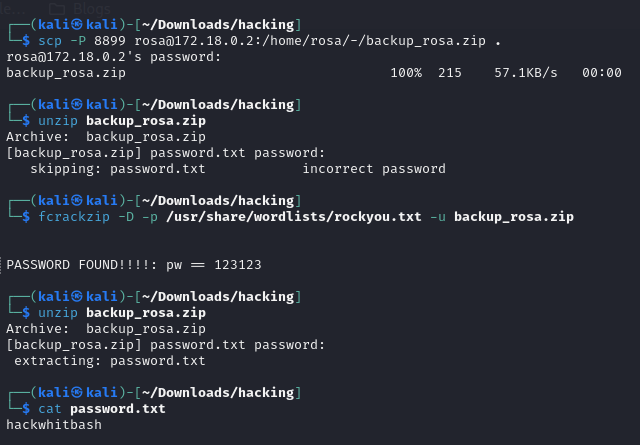 Blogs
┌──(kali㉿kali)-[~/Downloads/hacking]
└─$ scp -P 8899 rosa@172.18.0.2:/home/rosa/-/backup_rosa.zip .
rosa@172.18.0.2's password:
backup_rosa.zip 100% 215 57.1KB/s 00:00
┌──(kali㉿kali)-[~/Downloads/hacking]
└─$ unzip backup_rosa.zip
Archive: backup_rosa.zip
[backup_rosa.zip] password.txt password:
skipping: password.txt incorrect password
┌──(kali㉿kali)-[~/Downloads/hacking]
└─$ fcrackzip -D -p /usr/share/wordlists/rockyou.txt -u backup_rosa.zip
PASSWORD FOUND!!!!: pw == 123123
┌──(kali㉿kali)-[~/Downloads/hacking]
└─$ unzip backup_rosa.zip
Archive: backup_rosa.zip
[backup_rosa.zip] password.txt password:
extracting: password.txt
┌──(kali㉿kali)-[~/Downloads/hacking]
└─$ cat password.txt
hackwhitbash